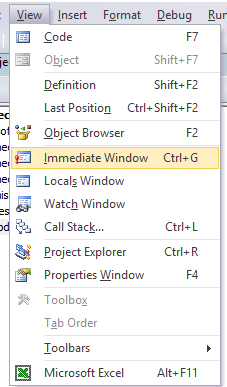 View Insert Format Debug Ru
Code F7
Object Shift+F7
Definition Shift+F2
Last Position Ctrl+Shift+F2
Object Browser F2
Immediate Window Ctrl+G
Locals Window
Watch Window
Call Stack... Ctrl+L
Project Explorer Ctrl+R
Properties Window F4
Toolbox
Tab Order
Toolbars
Microsoft Excel Alt+F11